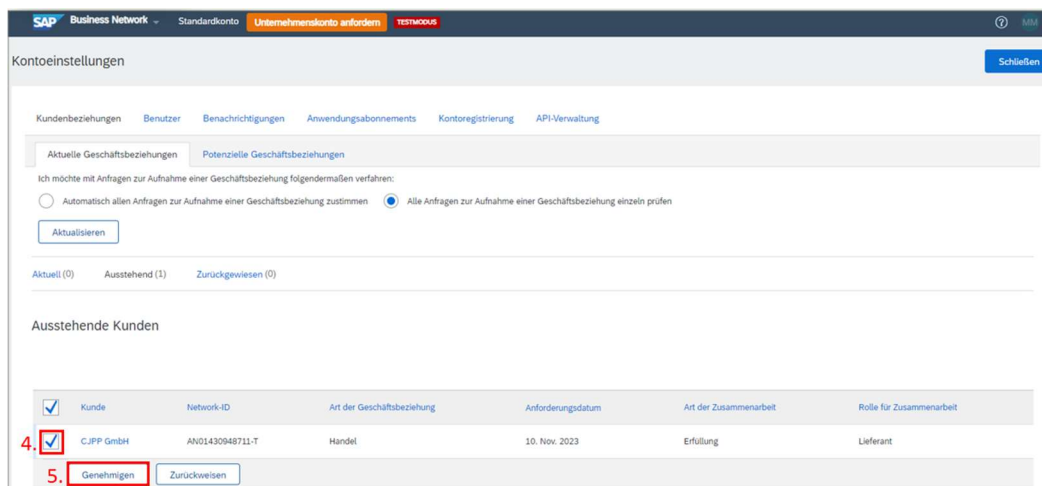 SAP Business Network Standardkonto Unternehmenskonto anfordern TESTMODUS ? MM
Kontoeinstellungen Schließen
Kundenbeziehungen Benutzer Benachrichtigungen Anwendungsabonnements Kontoregistrierung API-Verwaltung
Aktuelle Geschäftsbeziehungen Potenzielle Geschäftsbeziehungen
Ich möchte mit Anfragen zur Aufnahme einer Geschäftsbeziehung folgendermaßen verfahren:
Automatisch allen Anfragen zur Aufnahme einer Geschäftsbeziehung zustimmen Alle Anfragen zur Aufnahme einer Geschäftsbeziehung einzeln prüfen
Aktualisieren
Aktuell (0) Ausstehend (1) Zurückgewiesen (0)
Ausstehende Kunden
Kunde Network-ID Art der Geschäftsbeziehung Anforderungsdatum Art der Zusammenarbeit Rolle für Zusammenarbeit
4. CJPP GmbH AN01430948711-T Handel 10. Nov. 2023 Erfüllung Lieferant
5. Genehmigen Zurückweisen